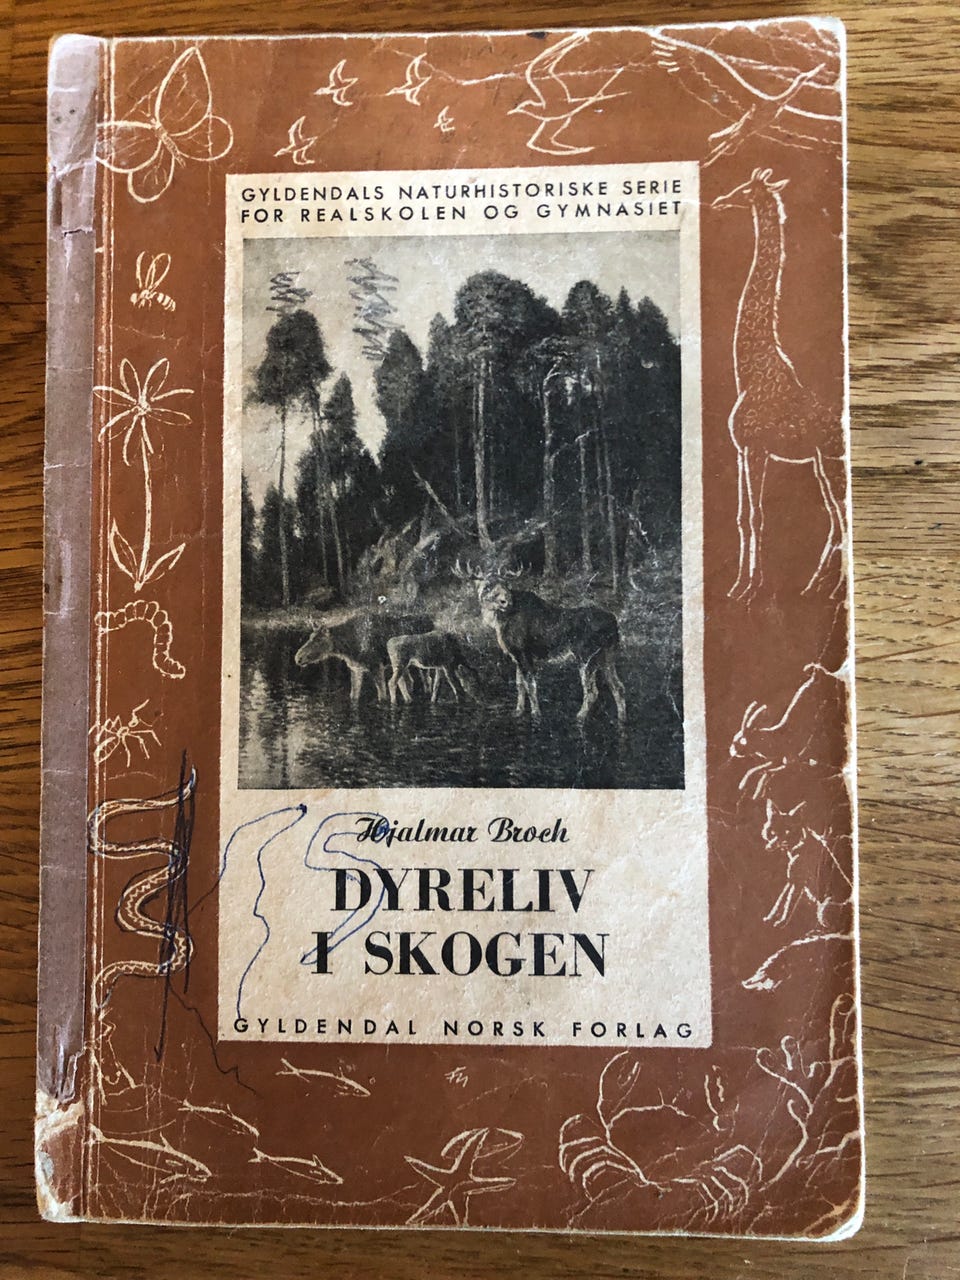 GYLDENDALS NATURHISTORISKE SERIE
FOR REALSKOLEN OG GYMNASIET
Hjalmar Broch
DYRELIV
I SKOGEN
GYLDENDAL NORSK FORLAG